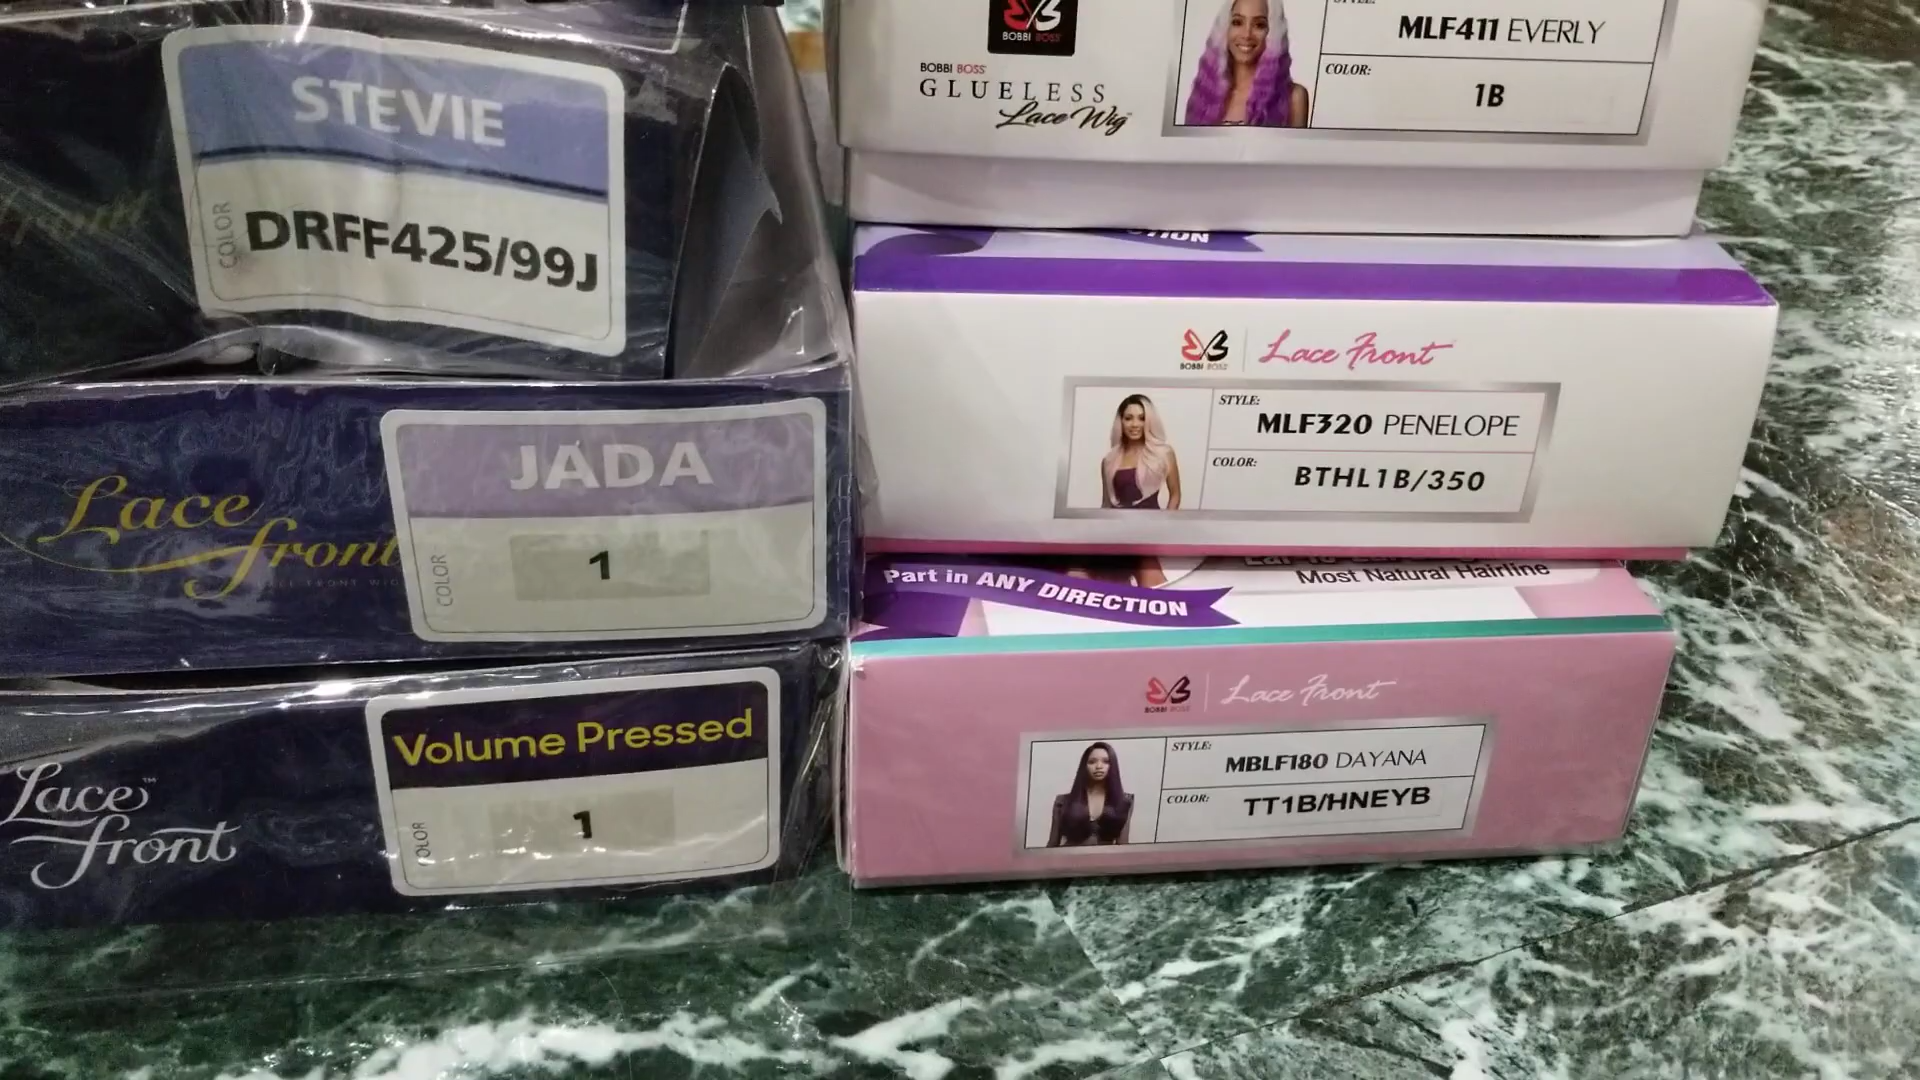 STEVIE
COLOR
DRFF425/99J
Lace
front
JADA
COLOR
1
Lace™
front
Volume Pressed
COLOR
1
BOBBI BOSS
BOBBI BOSS
GLUELESS
Lace Wig
STYLE:
MLF411 EVERLY
COLOR:
1B
BOBBI BOSS
Lace Front
STYLE:
MLF320 PENELOPE
COLOR:
BTHL1B/350
Part in ANY DIRECTION
Most Natural Hairline
BOBBI BOSS
Lace Front
STYLE:
MBLF180 DAYANA
COLOR:
TT1B/HNEYB